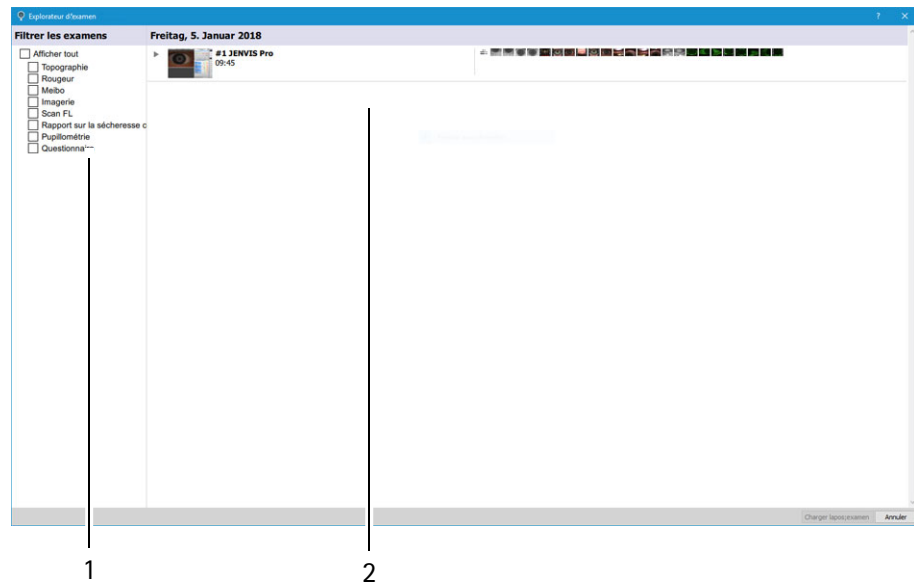 Explorateur d'examen ? ×
Filtrer les examens
Freitag, 5. Januar 2018
Afficher tout
Topographie
Rougeur
Meibo
Imagerie
Scan FL
Rapport sur la sécheresse
Pupillométrie
#1 JENVIS Pro
09:45
Charger lapos;examen
Annuler
1
2